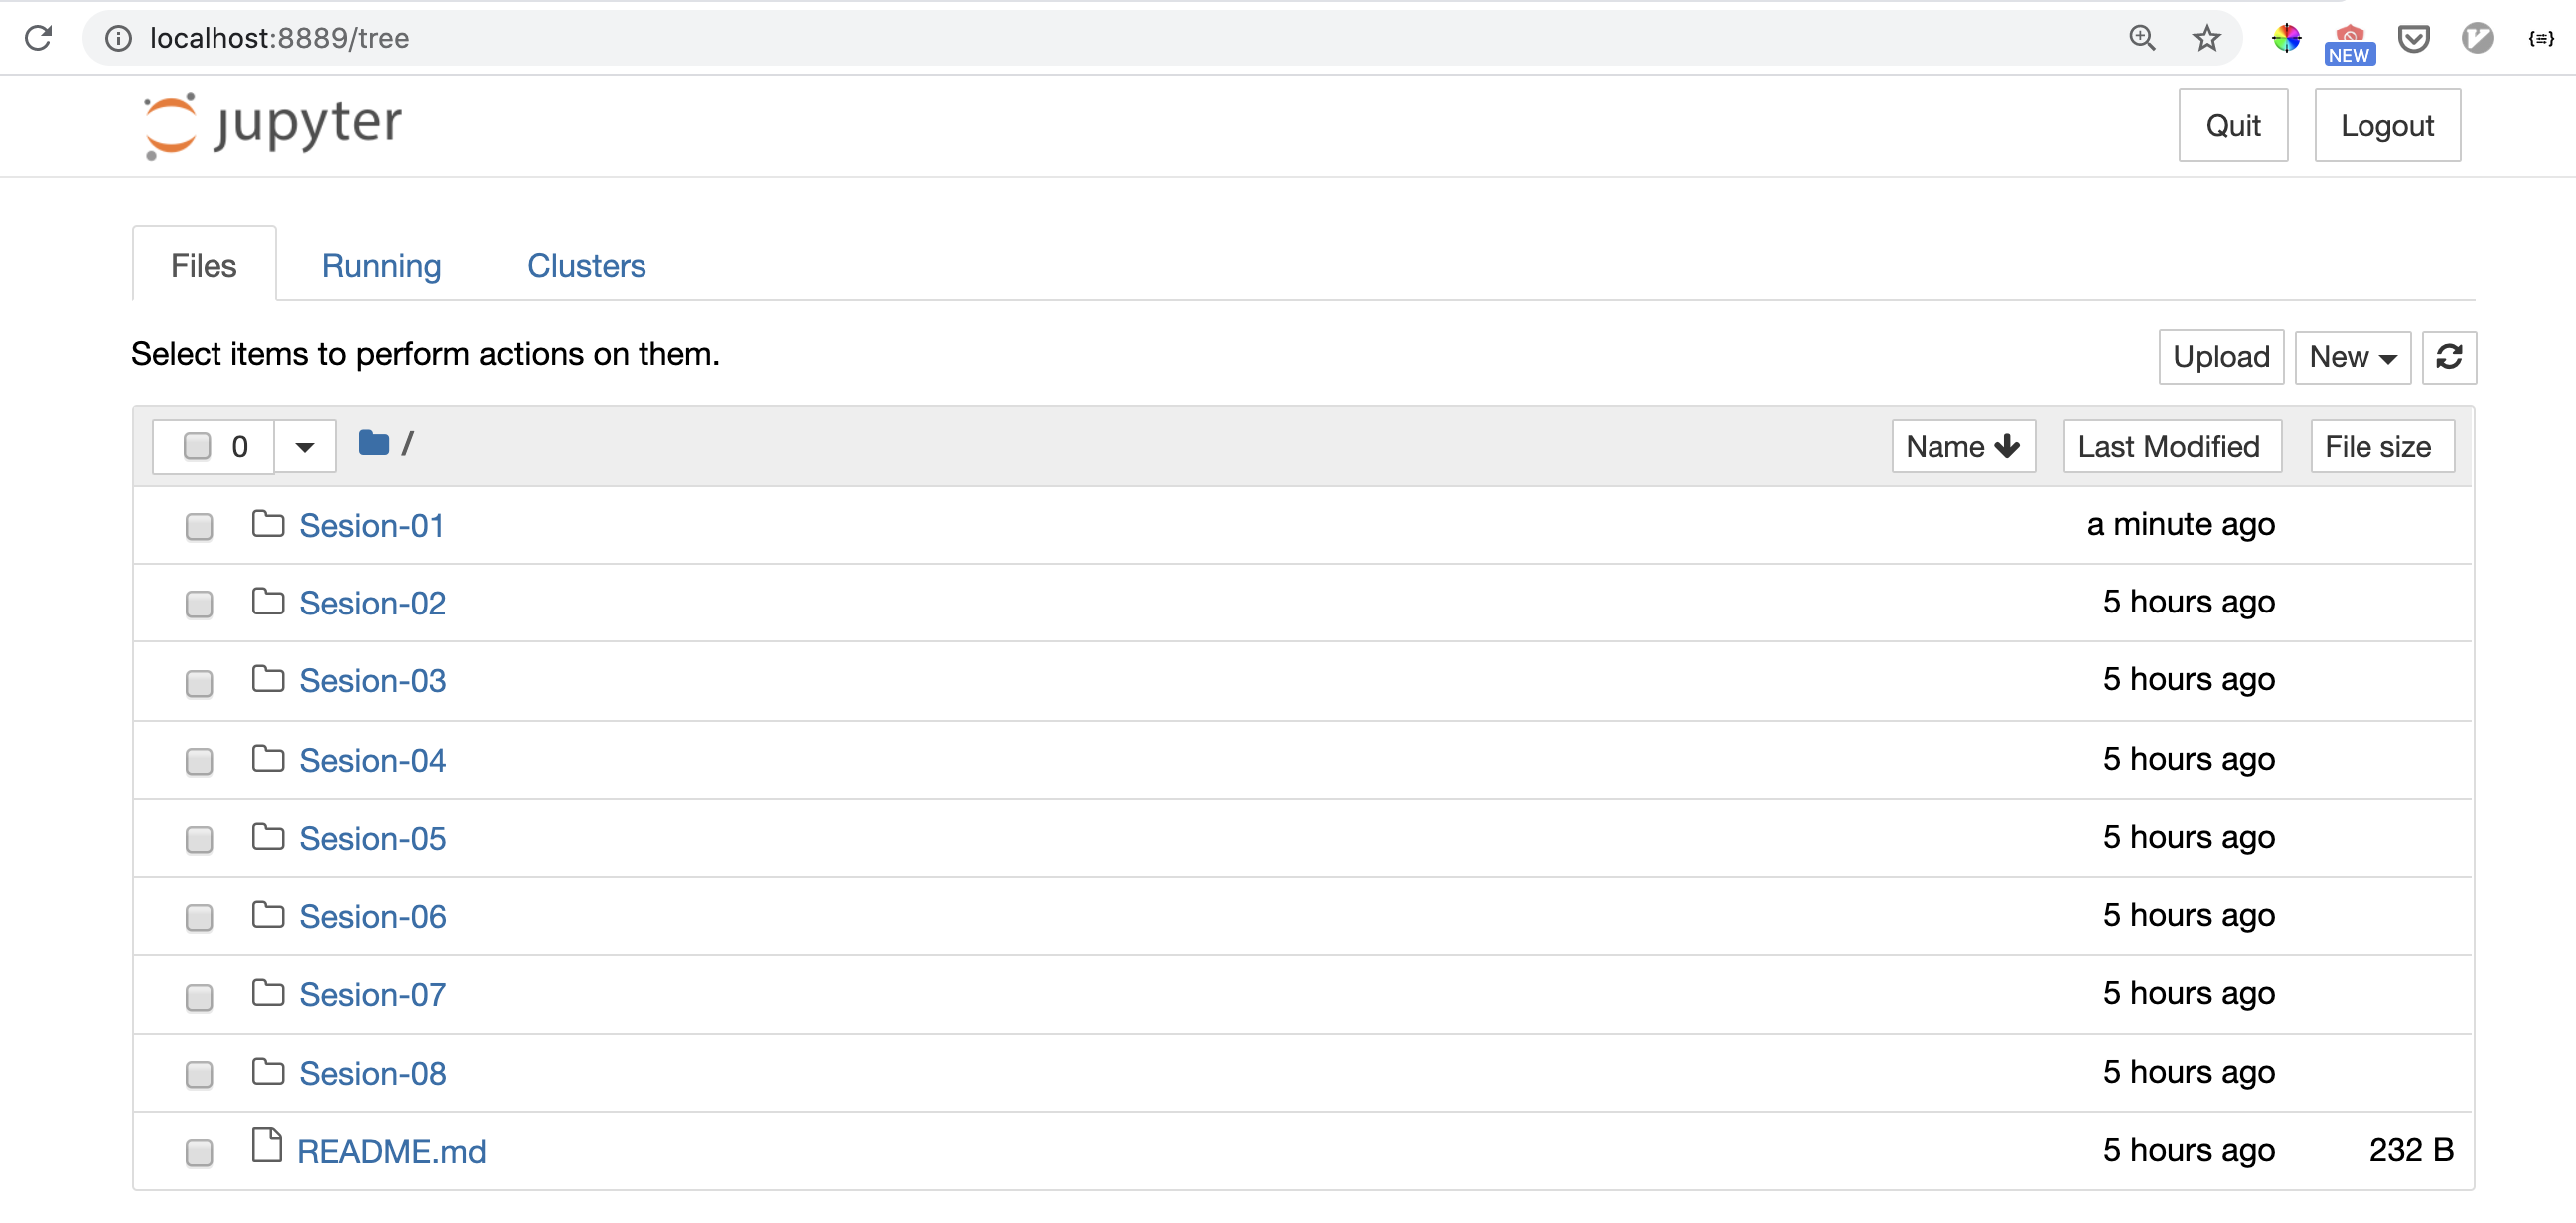 localhost:8889/tree
NEW
{≡}
jupyter
Quit Logout
Files Running Clusters
Select items to perform actions on them.
Upload New
0 / Name Last Modified File size
Sesion-01 a minute ago
Sesion-02 5 hours ago
Sesion-03 5 hours ago
Sesion-04 5 hours ago
Sesion-05 5 hours ago
Sesion-06 5 hours ago
Sesion-07 5 hours ago
Sesion-08 5 hours ago
README.md 5 hours ago 232 B